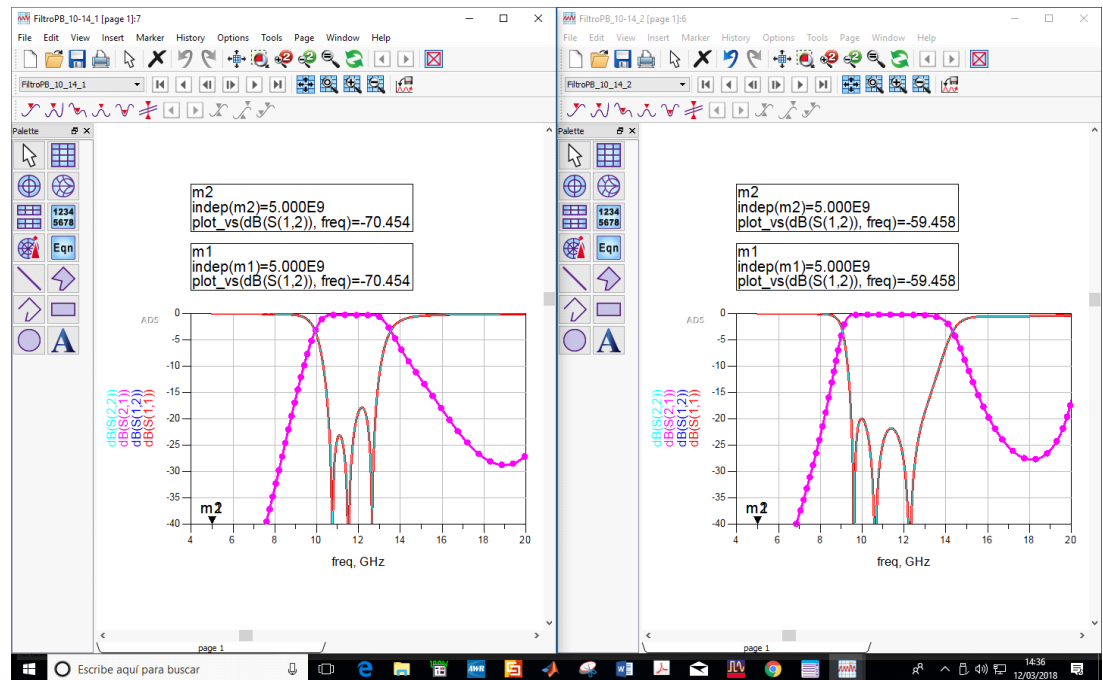 FiltroPB_10-14_1 [page 1]:7
File Edit View Insert Marker History Options Tools Page Window Help
FiltroPB_10_14_1
Palette
1234
5678
Eqn
A
m2
indep(m2)=5.000E9
plot_vs(dB(S(1,2)), freq)=-70.454
m1
indep(m1)=5.000E9
plot_vs(dB(S(1,2)), freq)=-70.454
ADS
0
-5
-10
-15
-20
-25
-30
-35
-40
dB(S(2,2))
dB(S(2,1))
dB(S(1,2))
dB(S(1,1))
4 6 8 10 12 14 16 18 20
freq, GHz
page 1
FiltroPB_10-14_2 [page 1]:6
File Edit View Insert Marker History Options Tools Page Window Help
FiltroPB_10_14_2
Palette
1234
5678
Eqn
A
m2
indep(m2)=5.000E9
plot_vs(dB(S(1,2)), freq)=-59.458
m1
indep(m1)=5.000E9
plot_vs(dB(S(1,2)), freq)=-59.458
ADS
0
-5
-10
-15
-20
-25
-30
-35
-40
dB(S(2,2))
dB(S(2,1))
dB(S(1,2))
dB(S(1,1))
4 6 8 10 12 14 16 18 20
freq, GHz
page 1
Escribe aquí para buscar
AWR
14:36
12/03/2018